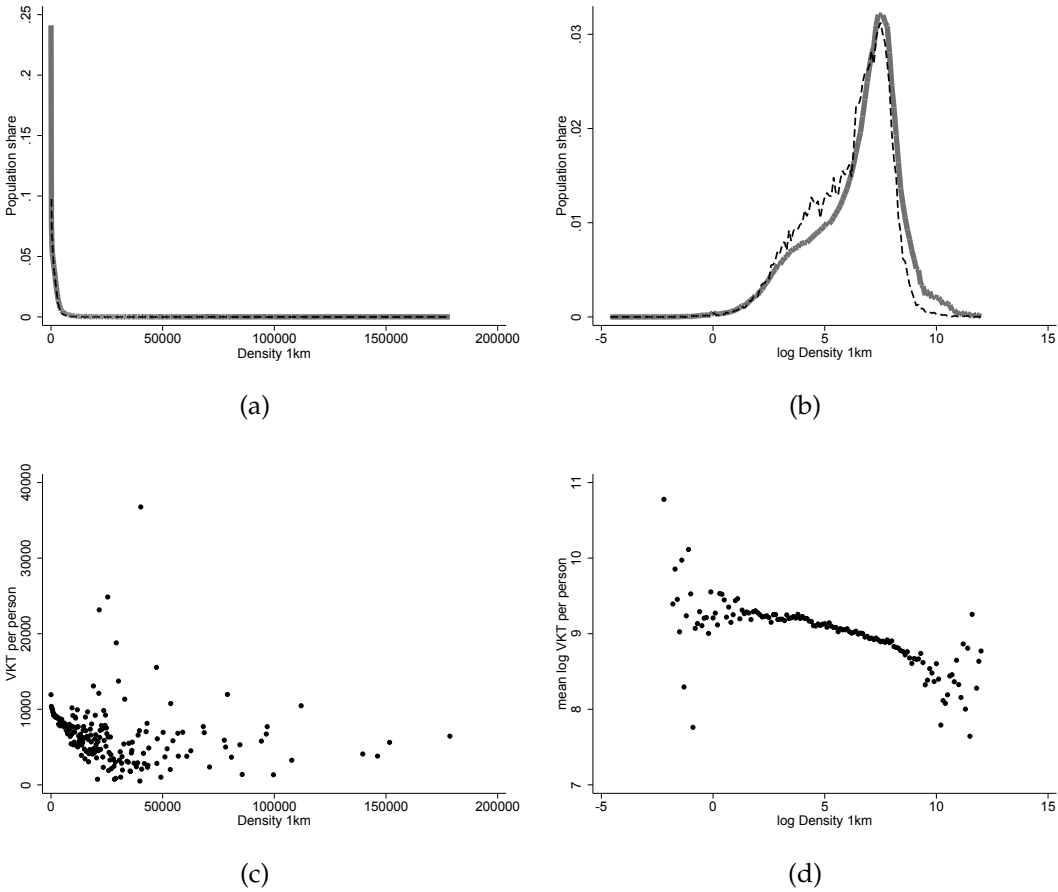 Population share
.25
.2
.15
.1
.05
0
0 50000 100000 150000 200000
Density 1km
(a)
Population share
.03
.02
.01
0
-5 0 5 10 15
log Density 1km
(b)
VKT per person
40000
30000
20000
10000
0
0 50000 100000 150000 200000
Density 1km
(c)
mean log VKT per person
11
10
9
8
7
-5 0 5 10 15
log Density 1km
(d)